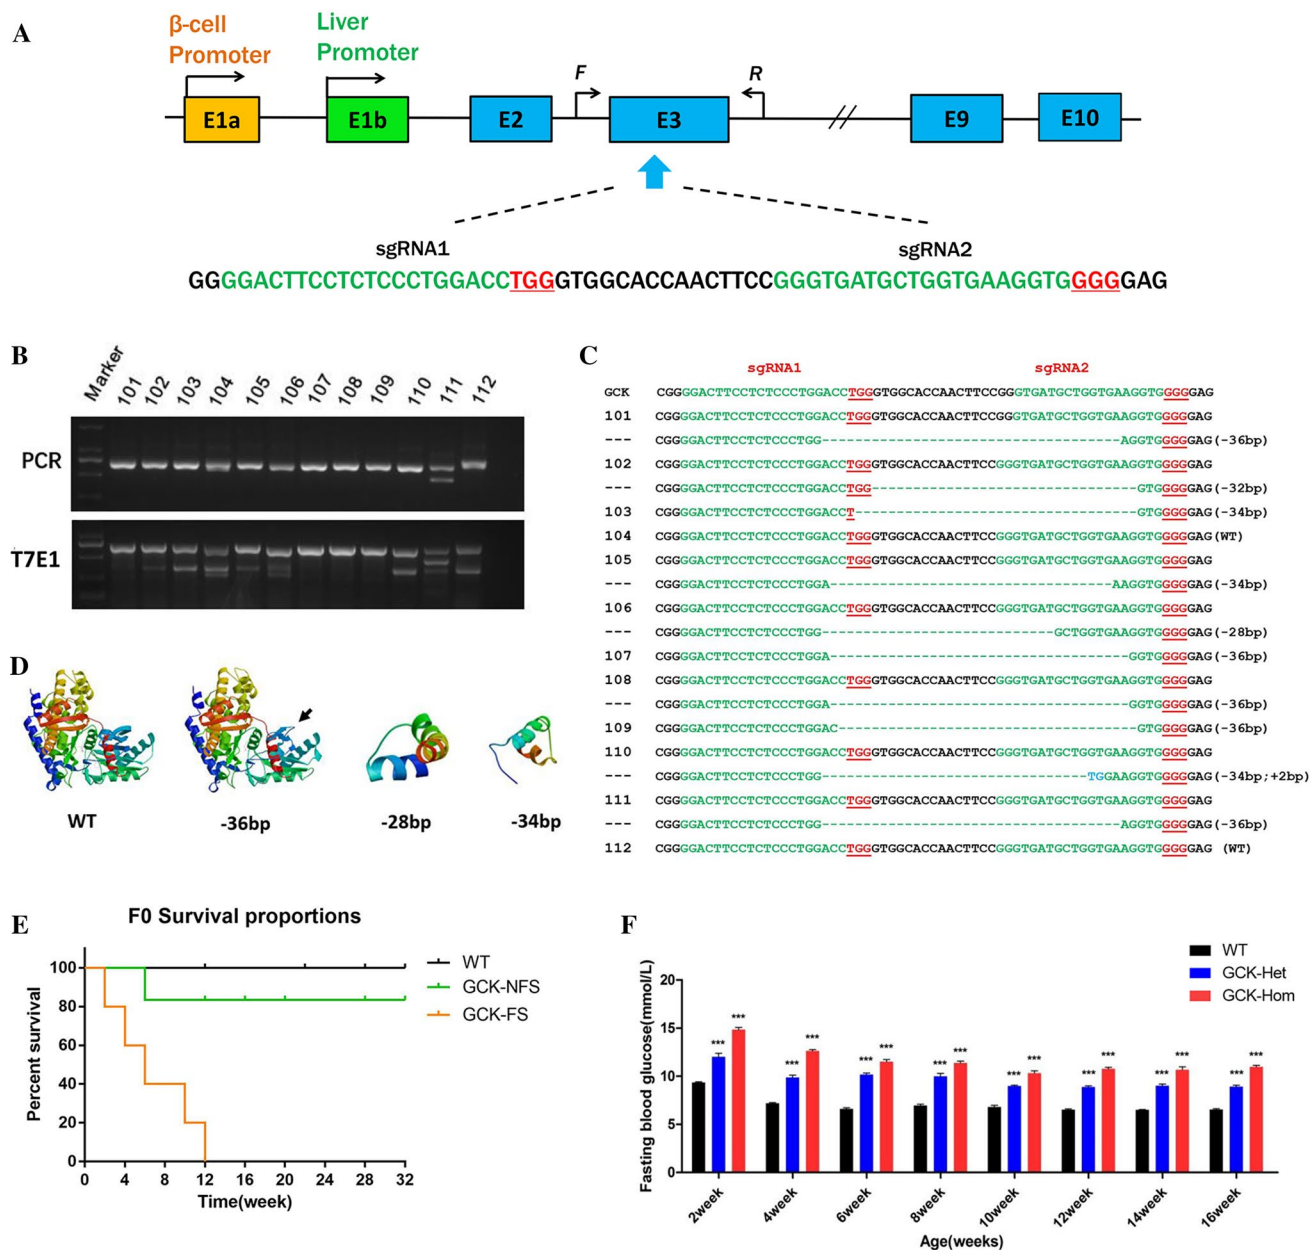 A
β-cell Promoter
Liver Promoter
E1a
E1b
E2
F
E3
R
E9
E10
sgRNA1
sgRNA2
GGGGACTTCCTCTCCCTGGACCTGGGTGGCACCAACTTCCGGGTGATGCTGGTGAAGGTGGGGGAG
B
Marker 101 102 103 104 105 106 107 108 109 110 111 112
PCR
T7E1
C
sgRNA1 sgRNA2
GCK CGGGGACTTCCTCTCCCTGGACCTGGGTGGCACCAACTTCCGGGTGATGCTGGTGAAGGTGGGGGAG
101 CGGGGACTTCCTCTCCCTGGACCTGGGTGGCACCAACTTCCGGGTGATGCTGGTGAAGGTGGGGGAG
--- CGGGGACTTCCTCTCCCTGG------------------------------------AGGTGGGGGAG(-36bp)
102 CGGGGACTTCCTCTCCCTGGACCTGGGTGGCACCAACTTCCGGGTGATGCTGGTGAAGGTGGGGGAG
--- CGGGGACTTCCTCTCCCTGGACCTGG--------------------------------GTGGGGGAG(-32bp)
103 CGGGGACTTCCTCTCCCTGGACCT----------------------------------GTGGGGGAG(-34bp)
104 CGGGGACTTCCTCTCCCTGGACCTGGGTGGCACCAACTTCCGGGTGATGCTGGTGAAGGTGGGGGAG(WT)
105 CGGGGACTTCCTCTCCCTGGACCTGGGTGGCACCAACTTCCGGGTGATGCTGGTGAAGGTGGGGGAG
--- CGGGGACTTCCTCTCCCTGGA----------------------------------AAGGTGGGGGAG(-34bp)
106 CGGGGACTTCCTCTCCCTGGACCTGGGTGGCACCAACTTCCGGGTGATGCTGGTGAAGGTGGGGGAG
--- CGGGGACTTCCTCTCCCTGG----------------------------GCTGGTGAAGGTGGGGGAG(-28bp)
107 CGGGGACTTCCTCTCCCTGGA------------------------------------GGTGGGGGAG(-36bp)
108 CGGGGACTTCCTCTCCCTGGACCTGGGTGGCACCAACTTCCGGGTGATGCTGGTGAAGGTGGGGGAG
--- CGGGGACTTCCTCTCCCTGGA------------------------------------GGTGGGGGAG(-36bp)
109 CGGGGACTTCCTCTCCCTGGAC------------------------------------GTGGGGGAG(-36bp)
110 CGGGGACTTCCTCTCCCTGGACCTGGGTGGCACCAACTTCCGGGTGATGCTGGTGAAGGTGGGGGAG
--- CGGGGACTTCCTCTCCCTGG--------------------------------TGGAAGGTGGGGGAG(-34bp;+2bp)
111 CGGGGACTTCCTCTCCCTGGACCTGGGTGGCACCAACTTCCGGGTGATGCTGGTGAAGGTGGGGGAG
--- CGGGGACTTCCTCTCCCTGG------------------------------------AGGTGGGGGAG(-36bp)
112 CGGGGACTTCCTCTCCCTGGACCTGGGTGGCACCAACTTCCGGGTGATGCTGGTGAAGGTGGGGGAG (WT)
D
WT
-36bp
-28bp
-34bp
E
F0 Survival proportions
Percent survival
100
80
60
40
20
0
0 4 8 12 16 20 24 28 32
Time(week)
WT
GCK-NFS
GCK-FS
F
Fasting blood glucose(mmol/L)
20
15
10
5
0
*** *** *** *** *** *** *** *** *** *** *** *** *** *** *** ***
2week 4week 6week 8week 10week 12week 14week 16week
Age(weeks)
WT
GCK-Het
GCK-Hom